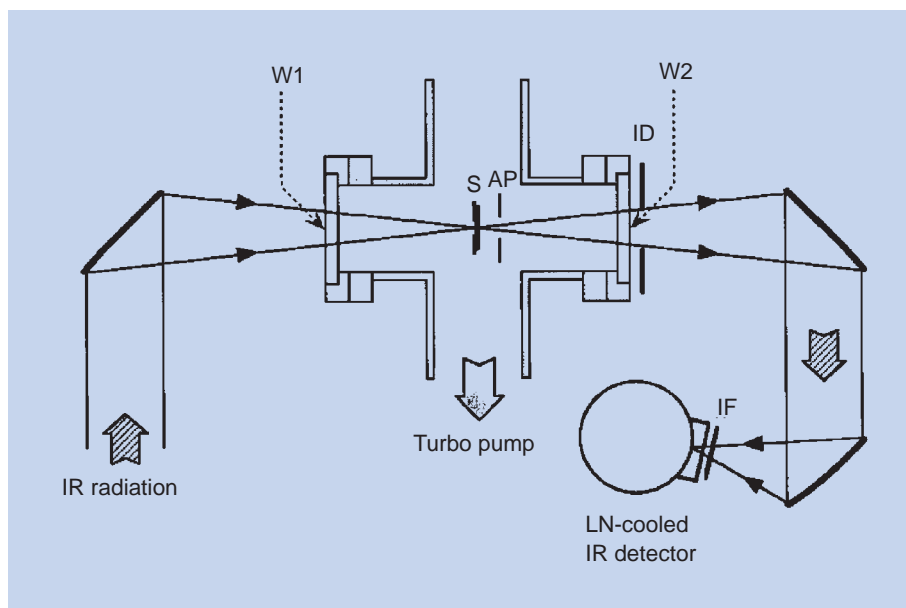 W1
W2
ID
S
AP
Turbo pump
IF
IR radiation
LN-cooled
IR detector